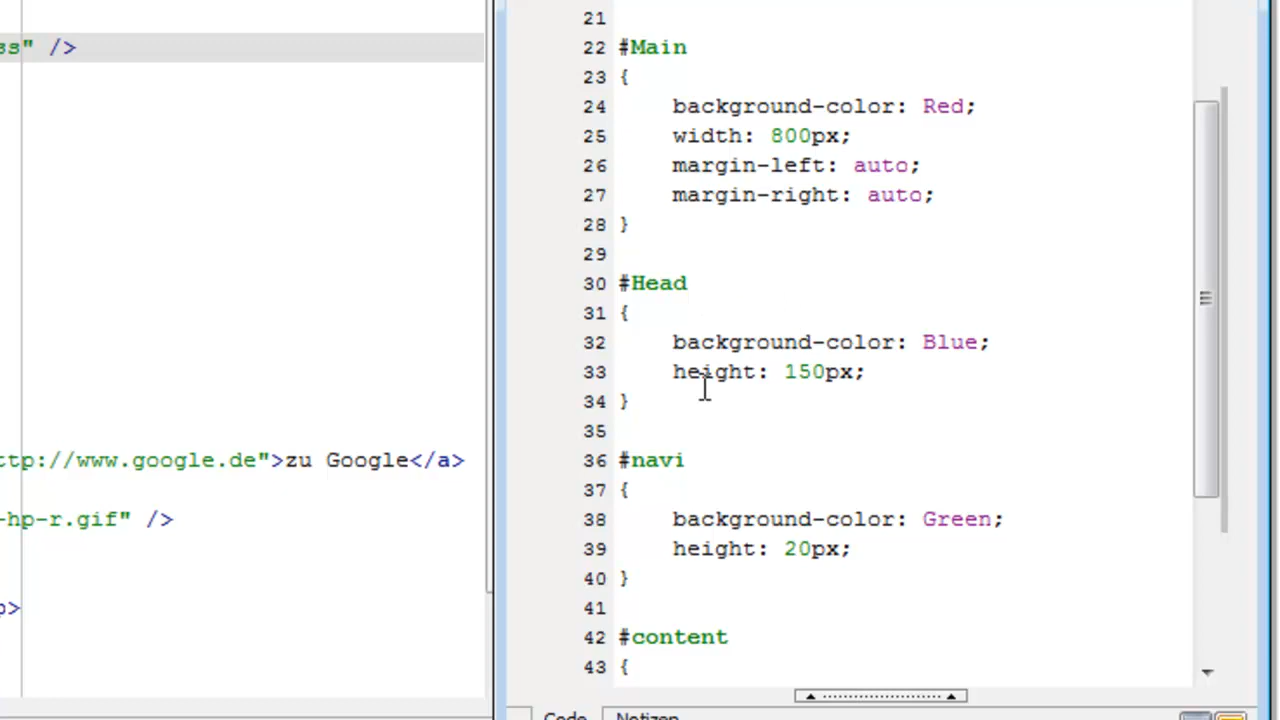 ss" />
ttp://www.google.de">zu Google</a>
-hp-r.gif" />
p>
21
22 #Main
23 {
24 background-color: Red;
25 width: 800px;
26 margin-left: auto;
27 margin-right: auto;
28 }
29
30 #Head
31 {
32 background-color: Blue;
33 height: 150px;
34 }
35
36 #navi
37 {
38 background-color: Green;
39 height: 20px;
40 }
41
42 #content
43 {
Code Notizen